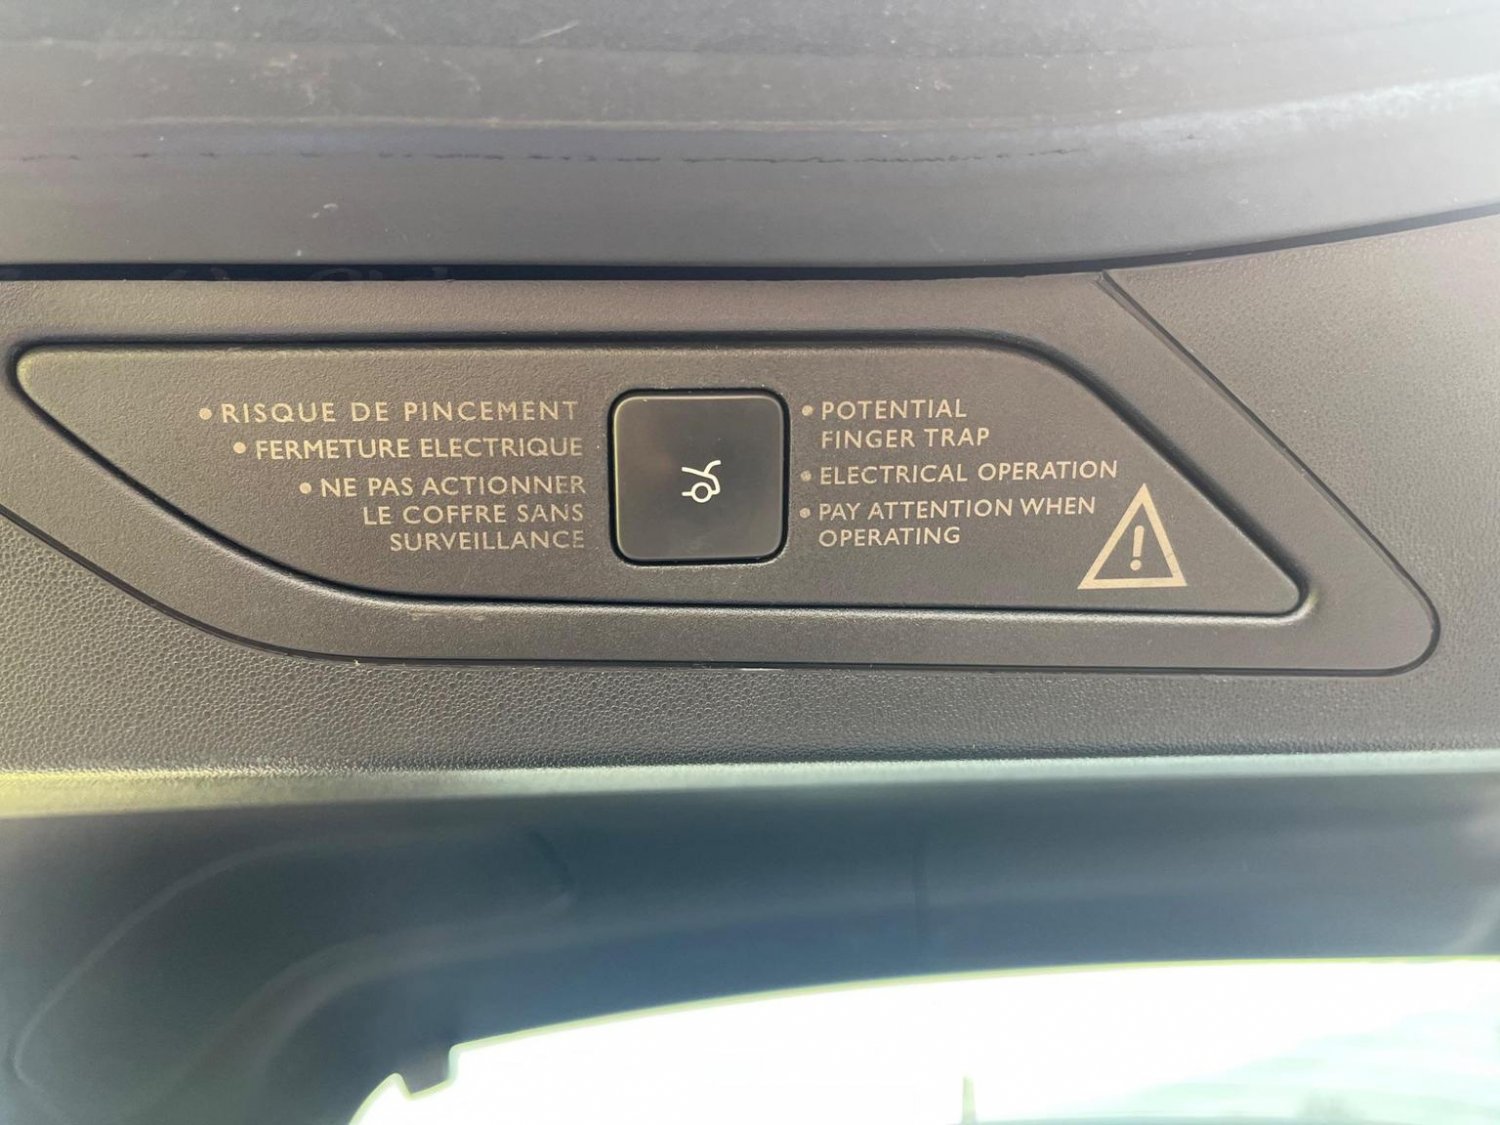 • RISQUE DE PINCEMENT
• FERMETURE ELECTRIQUE
• NE PAS ACTIONNER
LE COFFRE SANS
SURVEILLANCE
• POTENTIAL
FINGER TRAP
• ELECTRICAL OPERATION
• PAY ATTENTION WHEN
OPERATING
!